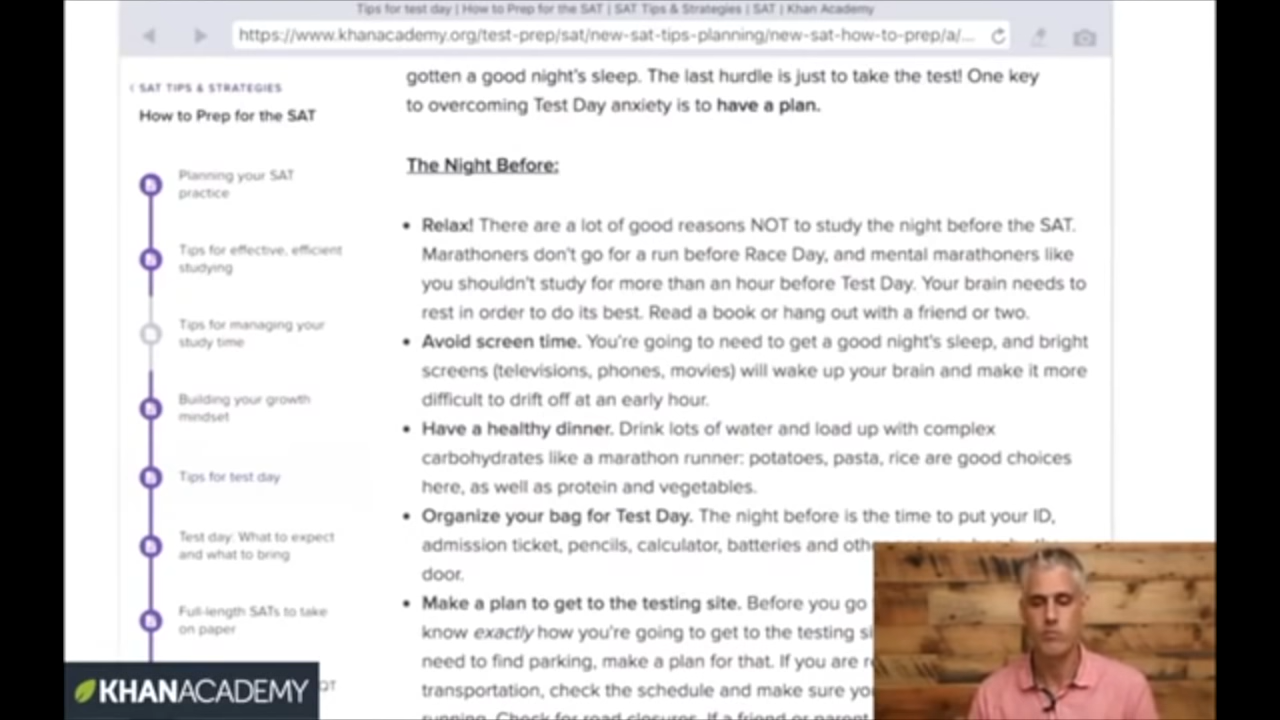 Tips for test day | How to Prep for the SAT | SAT Tips & Strategies | SAT | Khan Academy
https://www.khanacademy.org/test-prep/sat/new-sat-tips-planning/new-sat-how-to-prep/a/...
SAT TIPS & STRATEGIES
How to Prep for the SAT
Planning your SAT
practice
Tips for effective, efficient
studying
Tips for managing your
study time
Building your growth
mindset
Tips for test day
Test day: What to expect
and what to bring
Full-length SATs to take
on paper
QT
gotten a good night's sleep. The last hurdle is just to take the test! One key
to overcoming Test Day anxiety is to have a plan.
The Night Before:
• Relax! There are a lot of good reasons NOT to study the night before the SAT.
Marathoners don't go for a run before Race Day, and mental marathoners like
you shouldn't study for more than an hour before Test Day. Your brain needs to
rest in order to do its best. Read a book or hang out with a friend or two.
• Avoid screen time. You're going to need to get a good night's sleep, and bright
screens (televisions, phones, movies) will wake up your brain and make it more
difficult to drift off at an early hour.
• Have a healthy dinner. Drink lots of water and load up with complex
carbohydrates like a marathon runner: potatoes, pasta, rice are good choices
here, as well as protein and vegetables.
• Organize your bag for Test Day. The night before is the time to put your ID,
admission ticket, pencils, calculator, batteries and
door.
• Make a plan to get to the testing site. Before you go
know exactly how you're going to get to the testing
need to find parking, make a plan for that. If you are
transportation, check the schedule and make sure
running. Check for road closures. If a friend or parent
KHANACADEMY